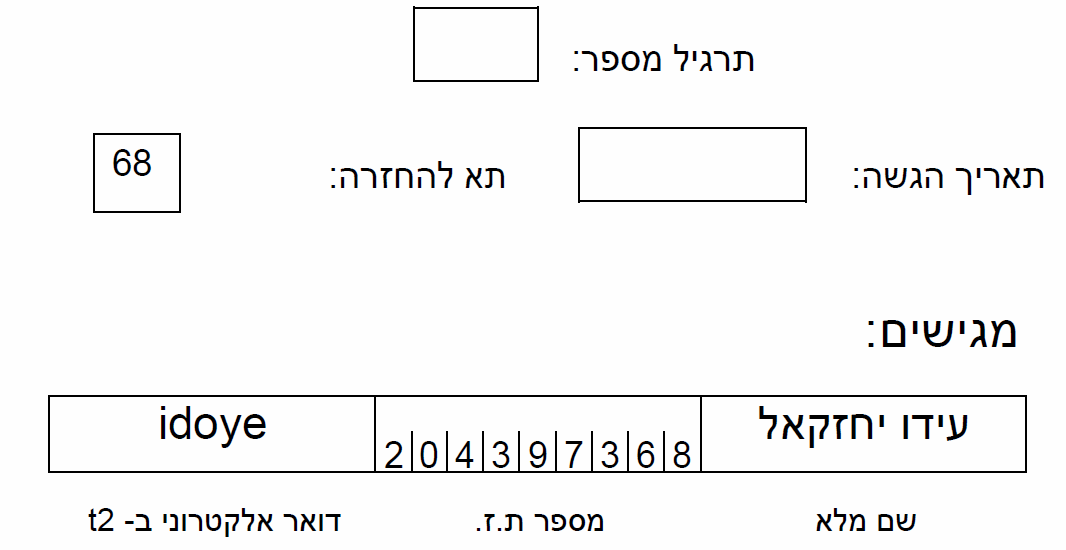 תרגיל מספר:
תאריך הגשה: תא להחזרה: 68
מגישים:
עידו יחזקאל 204397368 idoye
שם מלא מספר ת.ז. דואר אלקטרוני ב- t2